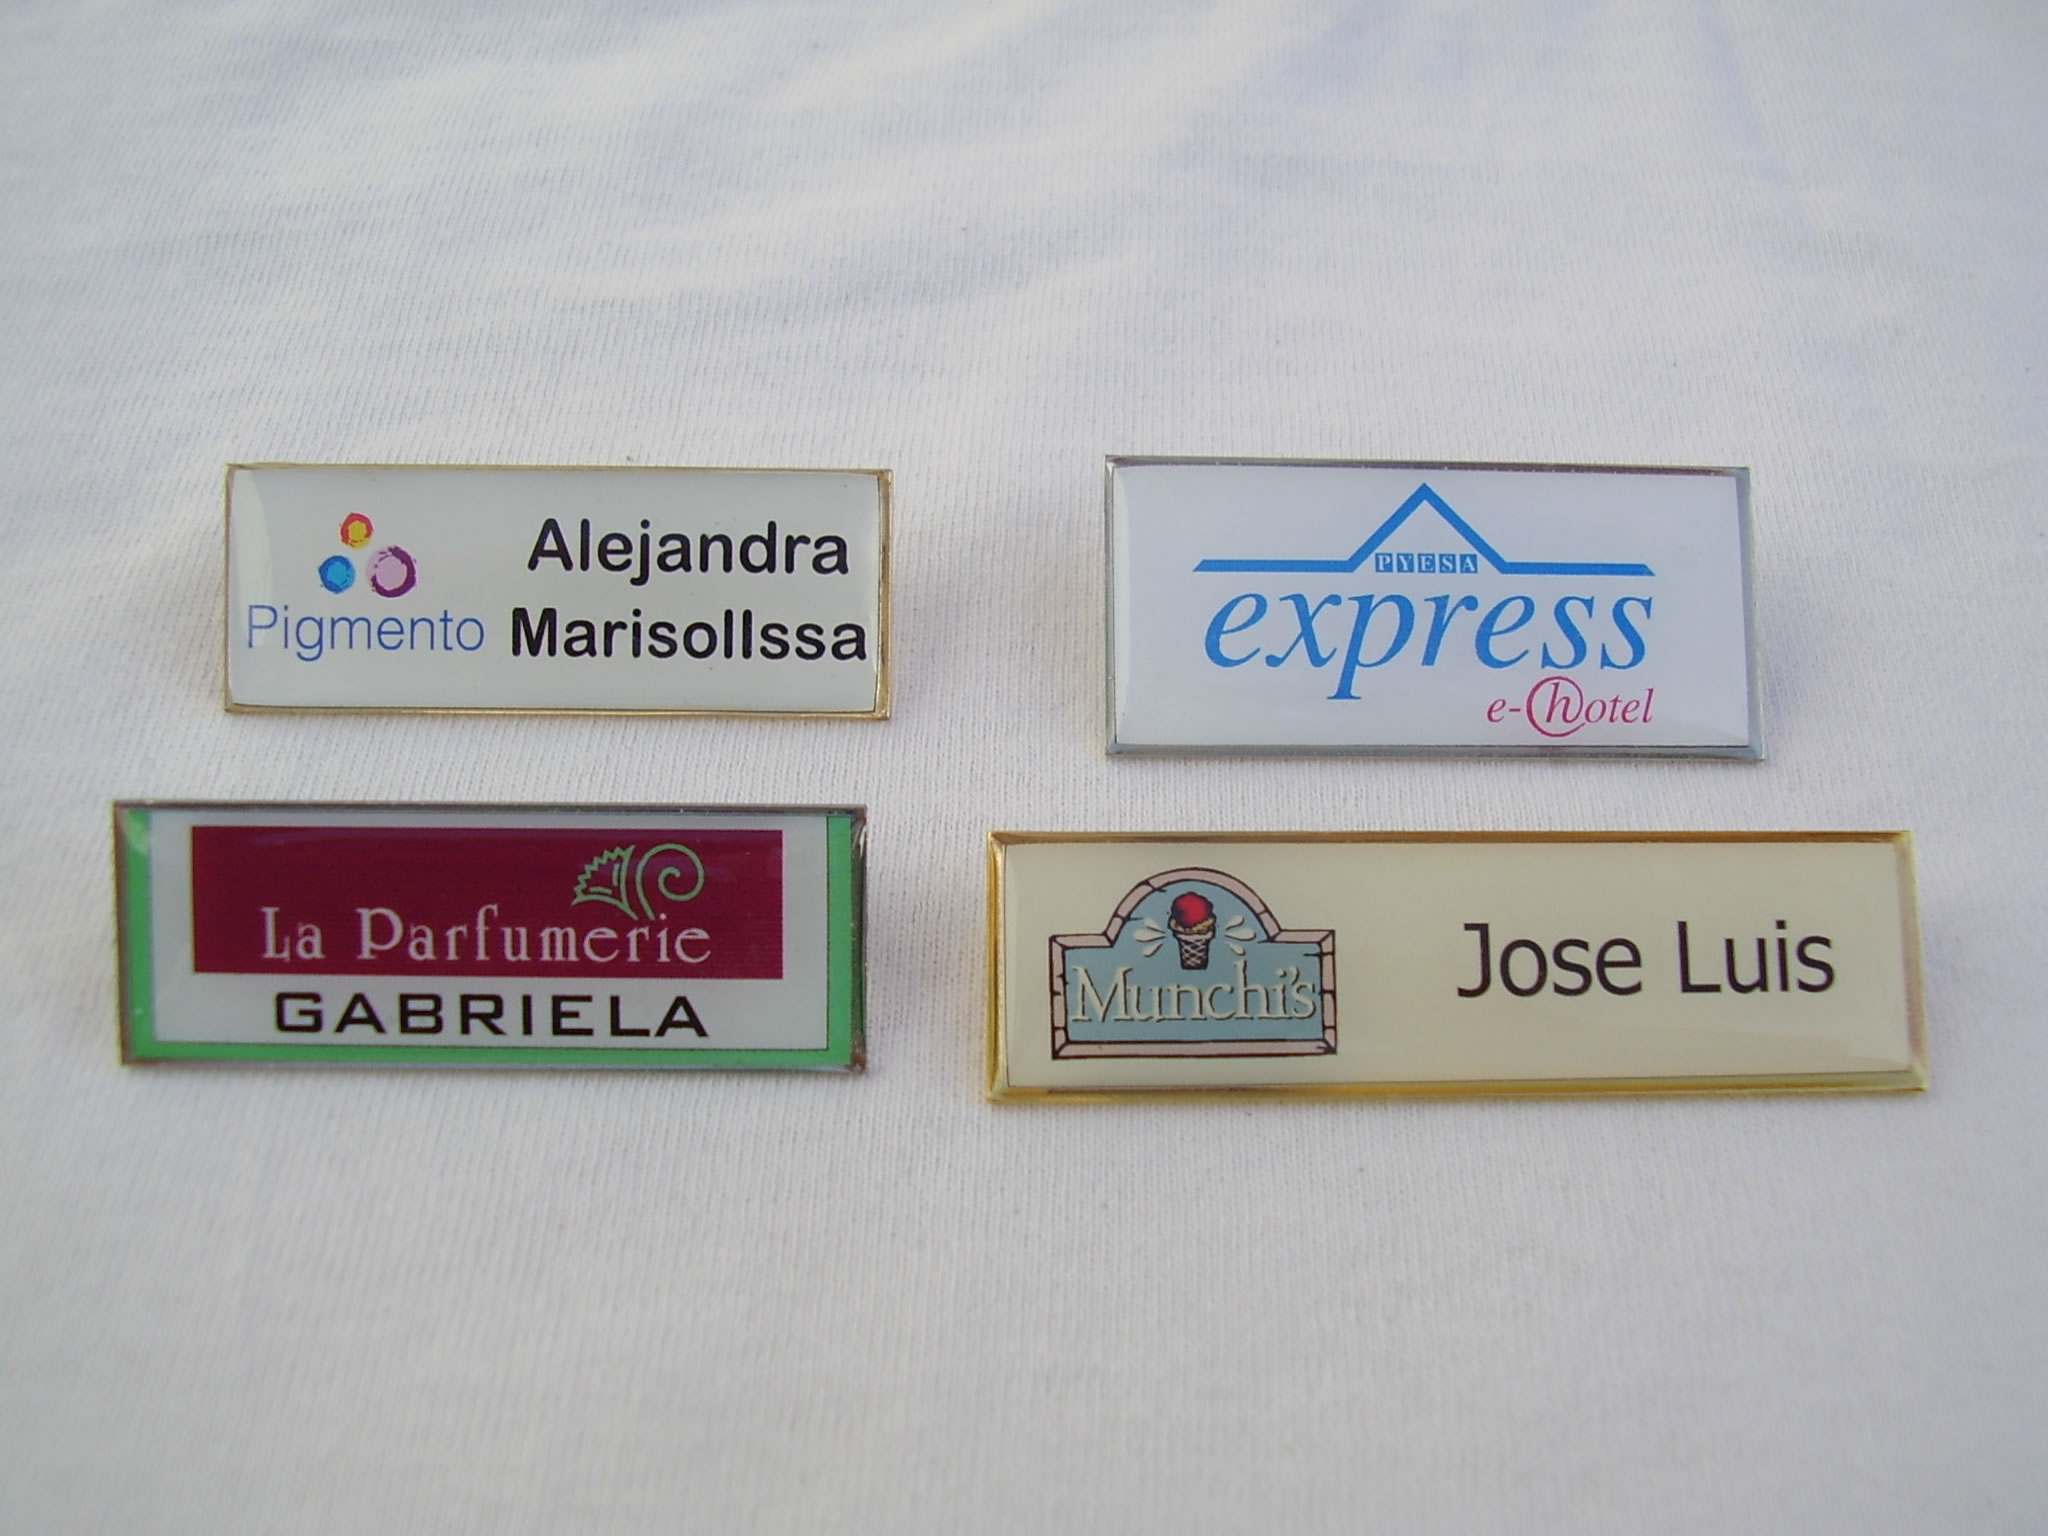 Pigmento
Alejandra
Marisollssa
PYESA
express
e-hotel
La Parfumerie
GABRIELA
Munchi's
Jose Luis